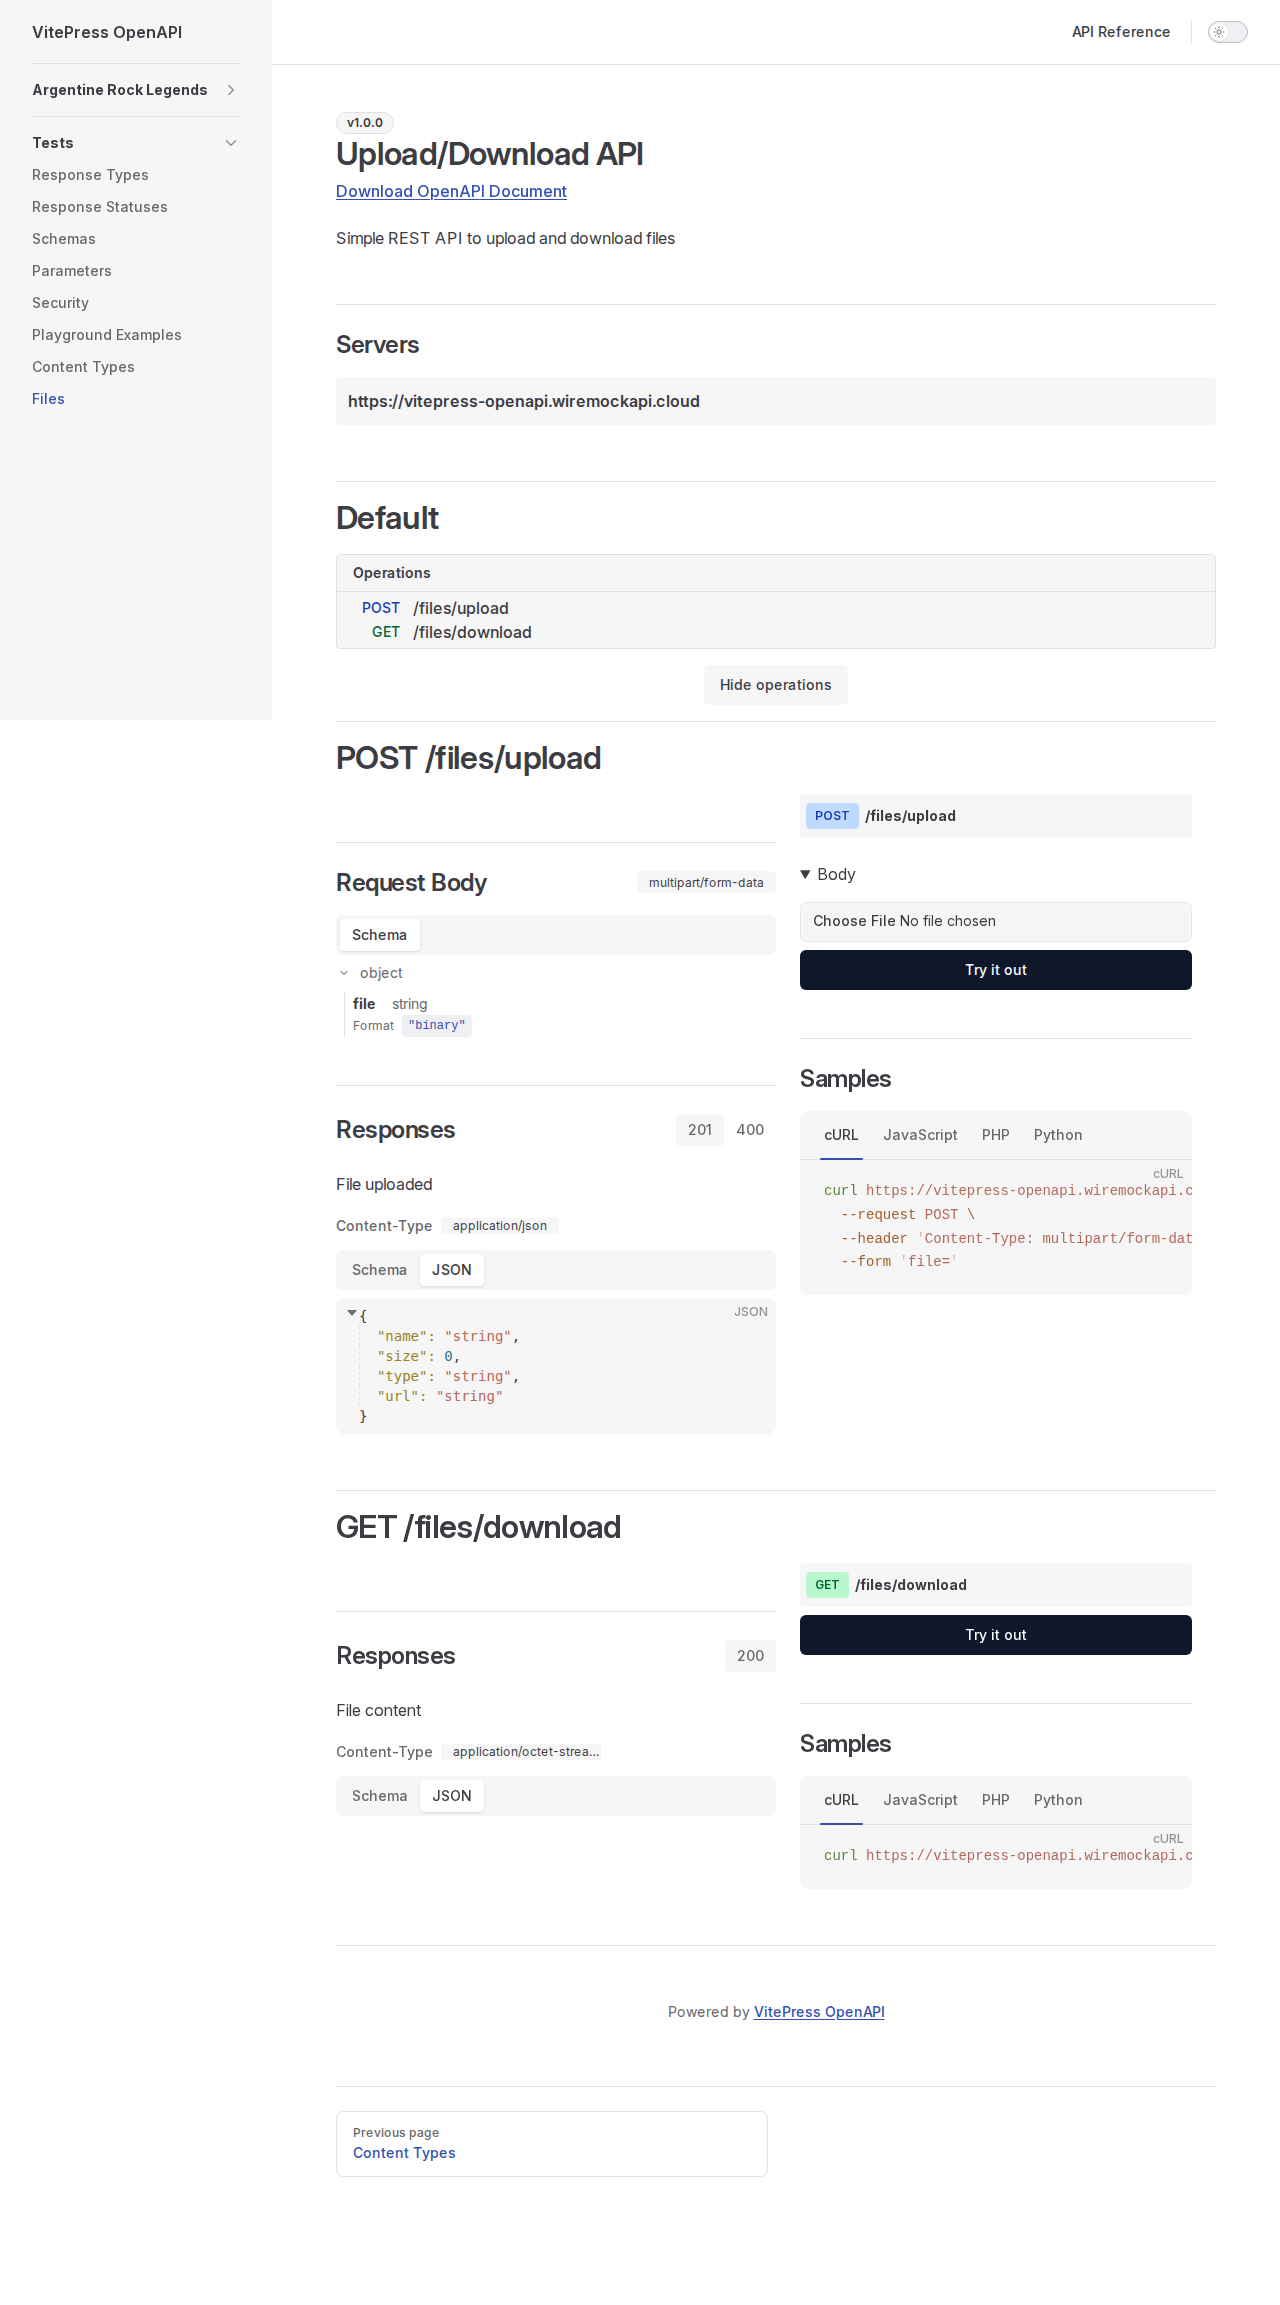 VitePress OpenAPI
API Reference
Argentine Rock Legends
Tests
Response Types
Response Statuses
Schemas
Parameters
Security
Playground Examples
Content Types
Files
v1.0.0
Upload/Download API
Download OpenAPI Document
Simple REST API to upload and download files
Servers
https://vitepress-openapi.wiremockapi.cloud
Default
Operations
POST /files/upload
GET /files/download
Hide operations
POST /files/upload
Request Body multipart/form-data
Schema
object
file string
Format "binary"
Responses 201 400
File uploaded
Content-Type application/json
Schema JSON
JSON
{
"name": "string",
"size": 0,
"type": "string",
"url": "string"
}
POST /files/upload
▼ Body
Choose File No file chosen
Try it out
Samples
cURL JavaScript PHP Python
cURL
curl https://vitepress-openapi.wiremockapi.c
--request POST \
--header 'Content-Type: multipart/form-dat
--form 'file='
GET /files/download
Responses 200
File content
Content-Type application/octet-strea...
Schema JSON
GET /files/download
Try it out
Samples
cURL JavaScript PHP Python
cURL
curl https://vitepress-openapi.wiremockapi.c
Powered by VitePress OpenAPI
Previous page
Content Types